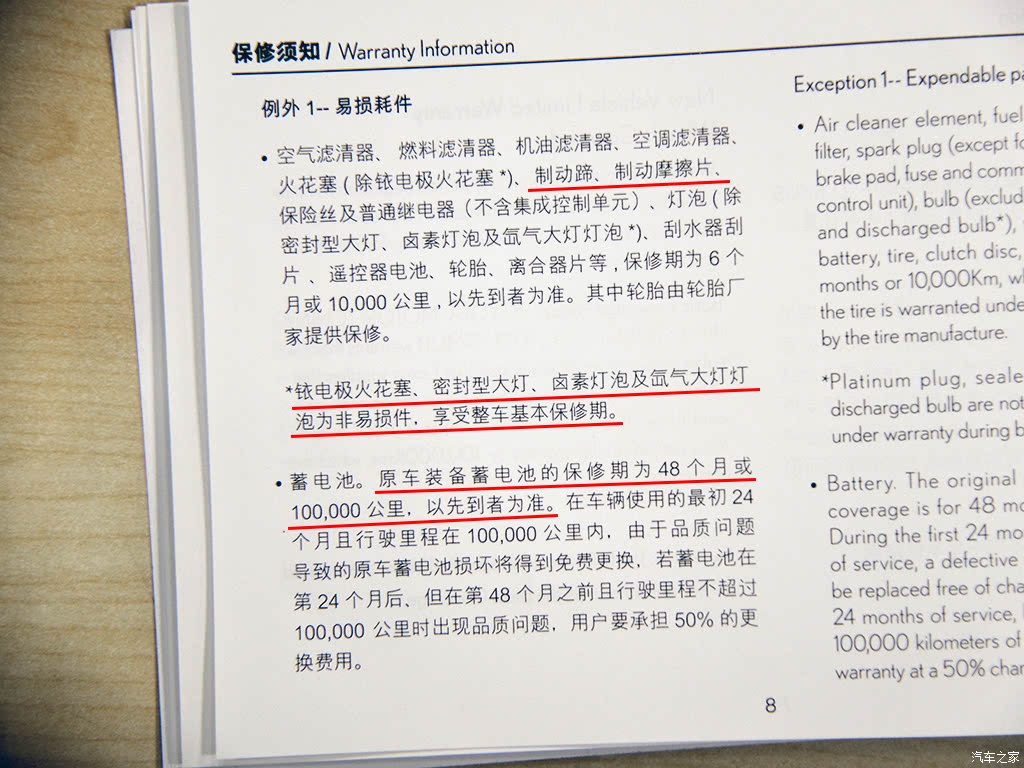 保修须知 / Warranty Information
例外 1-- 易损耗件
• 空气滤清器、燃料滤清器、机油滤清器、空调滤清器、
火花塞 ( 除铱电极火花塞 *)、制动蹄、制动摩擦片、
保险丝及普通继电器（不含集成控制单元）、灯泡 ( 除
密封型大灯、卤素灯泡及氙气大灯灯泡 *)、刮水器刮
片 、遥控器电池、轮胎、离合器片等 , 保修期为 6 个
月或 10,000 公里 , 以先到者为准。其中轮胎由轮胎厂
家提供保修。
*铱电极火花塞、密封型大灯、卤素灯泡及氙气大灯灯
泡为非易损件，享受整车基本保修期。
• 蓄电池。原车装备蓄电池的保修期为 48 个月或
100,000 公里，以先到者为准。在车辆使用的最初 24
个月且行驶里程在 100,000 公里内，由于品质问题
导致的原车蓄电池损坏将得到免费更换，若蓄电池在
第 24 个月后、但在第 48 个月之前且行驶里程不超过
100,000 公里时出现品质问题，用户要承担 50% 的更
换费用。
Exception 1-- Expendable
• Air cleaner element, fuel
filter, spark plug (except
brake pad, fuse and
control unit), bulb
and discharged bulb*),
battery, tire, clutch disc,
months or 10,000Km,
the tire is warranted
by the tire manufacture.
*Platinum plug,
discharged bulb are not
under warranty during
• Battery. The original
coverage is for 48
During the first 24
of service, a defective
be replaced free of
24 months of service,
100,000 kilometers of
warranty at a 50%
8
汽车之家